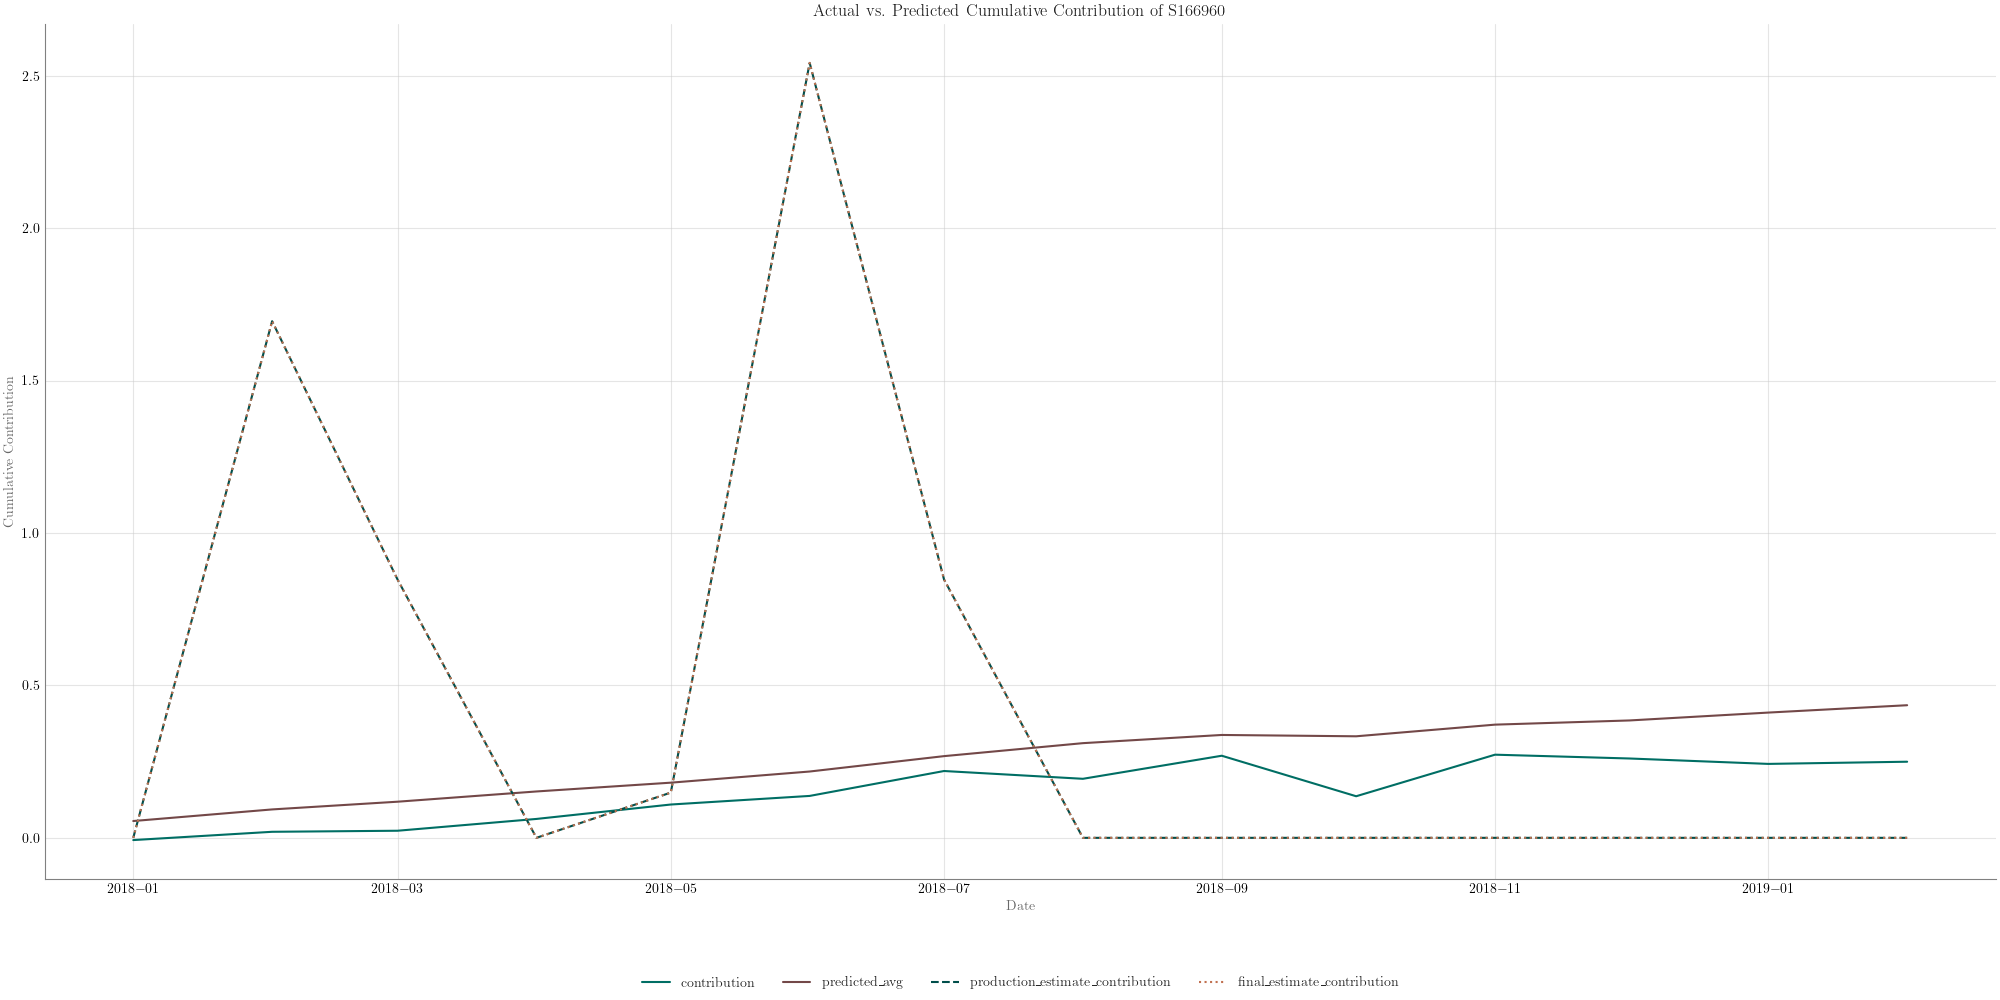 Actual vs. Predicted Cumulative Contribution of S166960
Cumulative Contribution
2.5
2.0
1.5
1.0
0.5
0.0
2018−01 2018−03 2018−05 2018−07 2018−09 2018−11 2019−01
Date
contribution predicted_avg production_estimate_contribution final_estimate_contribution